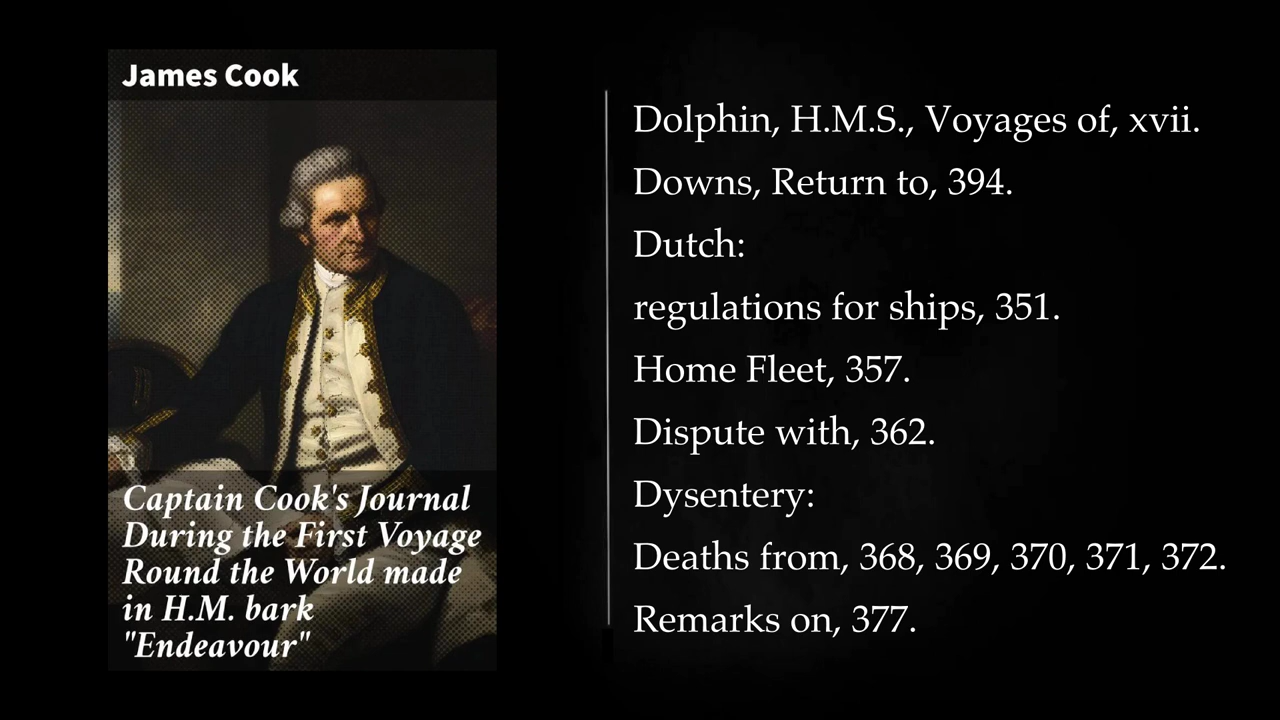 James Cook
Captain Cook's Journal
During the First Voyage
Round the World made
in H.M. bark
"Endeavour"
Dolphin, H.M.S., Voyages of, xvii.
Downs, Return to, 394.
Dutch:
regulations for ships, 351.
Home Fleet, 357.
Dispute with, 362.
Dysentery:
Deaths from, 368, 369, 370, 371, 372.
Remarks on, 377.